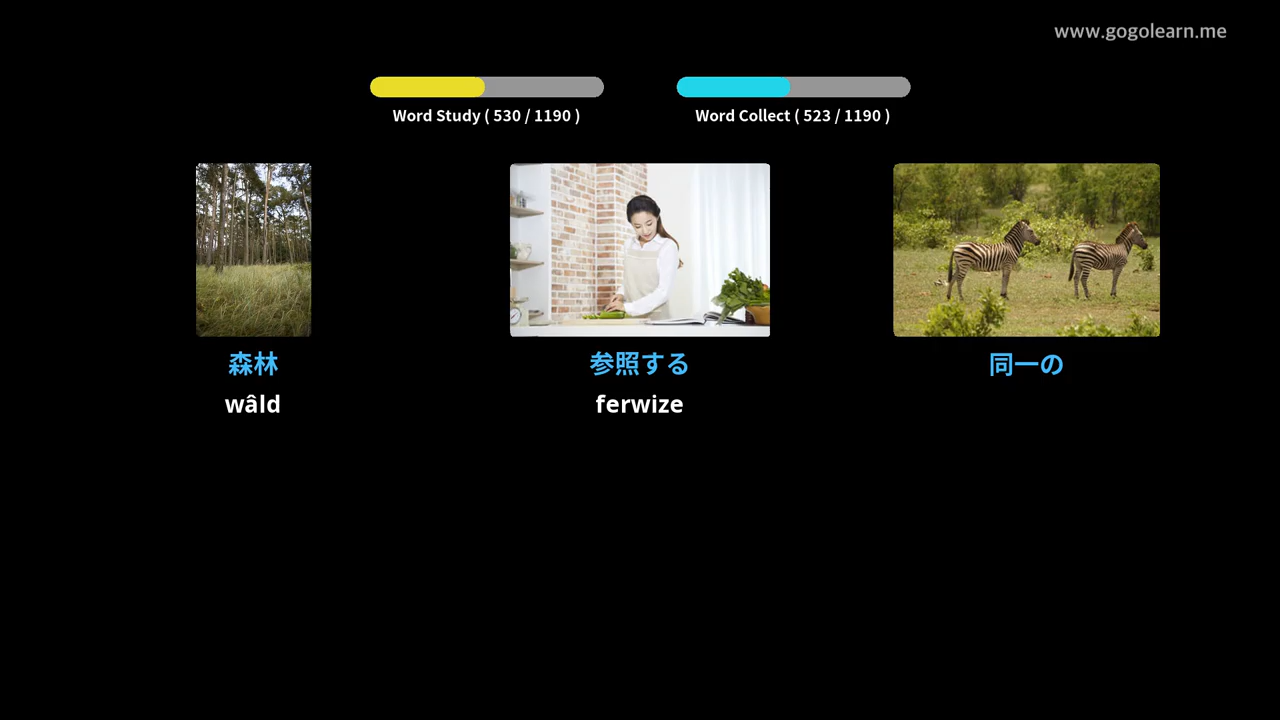 www.gogolearn.me
Word Study ( 530 / 1190 )
Word Collect ( 523 / 1190 )
森林
参照する
同一の
wâld
ferwize